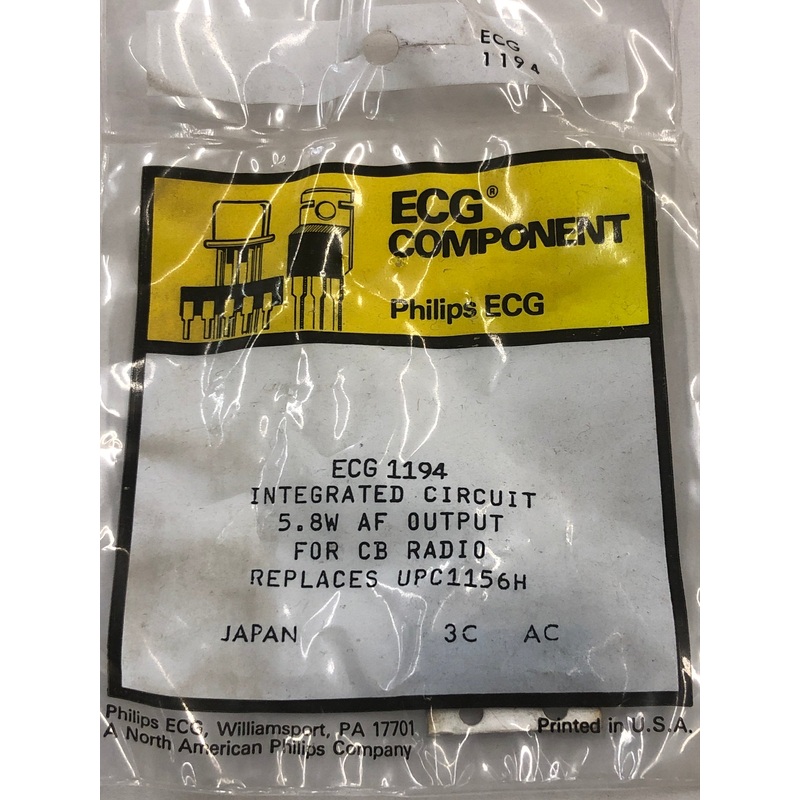 ECG
1194
ECG®
COMPONENT
Philips ECG
ECG 1194
INTEGRATED CIRCUIT
5.8W AF OUTPUT
FOR CB RADIO
REPLACES UPC1156H
JAPAN 3C AC
Philips ECG, Williamsport, PA 17701
A North American Philips Company
Printed in U.S.A.